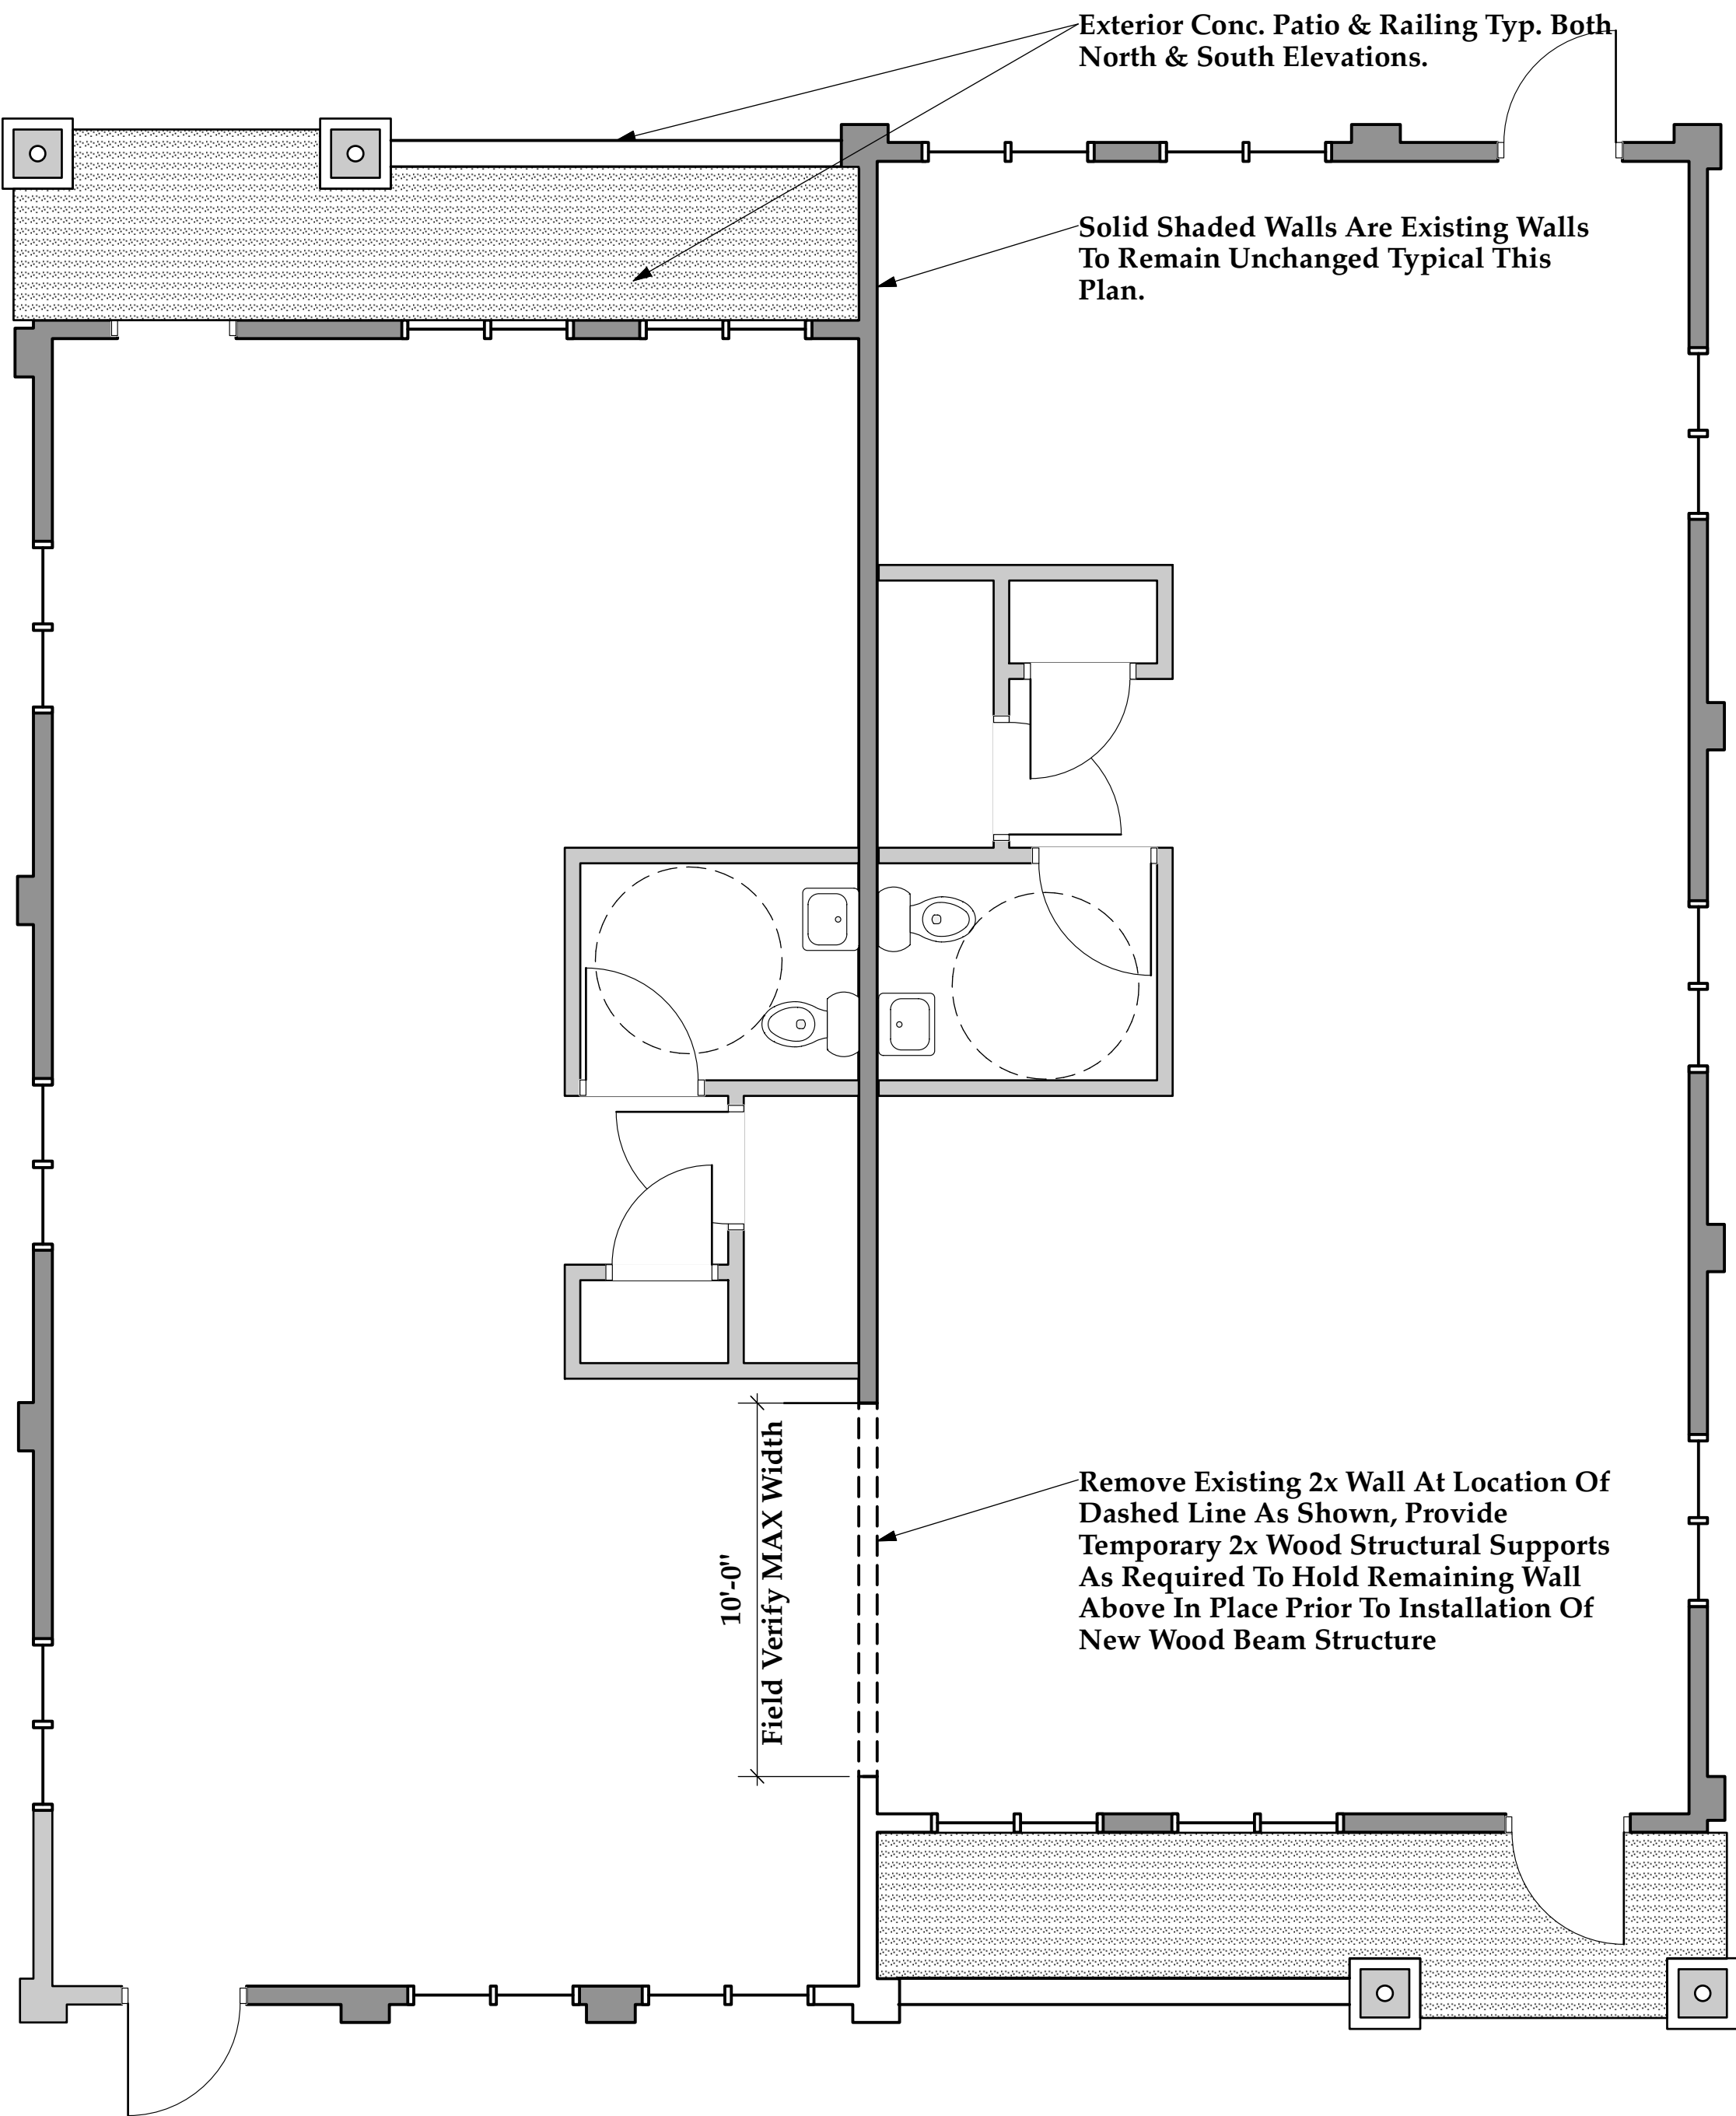 Exterior Conc. Patio & Railing Typ. Both
North & South Elevations.
Solid Shaded Walls Are Existing Walls
To Remain Unchanged Typical This
Plan.
10'-0"
Field Verify MAX Width
Remove Existing 2x Wall At Location Of
Dashed Line As Shown, Provide
Temporary 2x Wood Structural Supports
As Required To Hold Remaining Wall
Above In Place Prior To Installation Of
New Wood Beam Structure